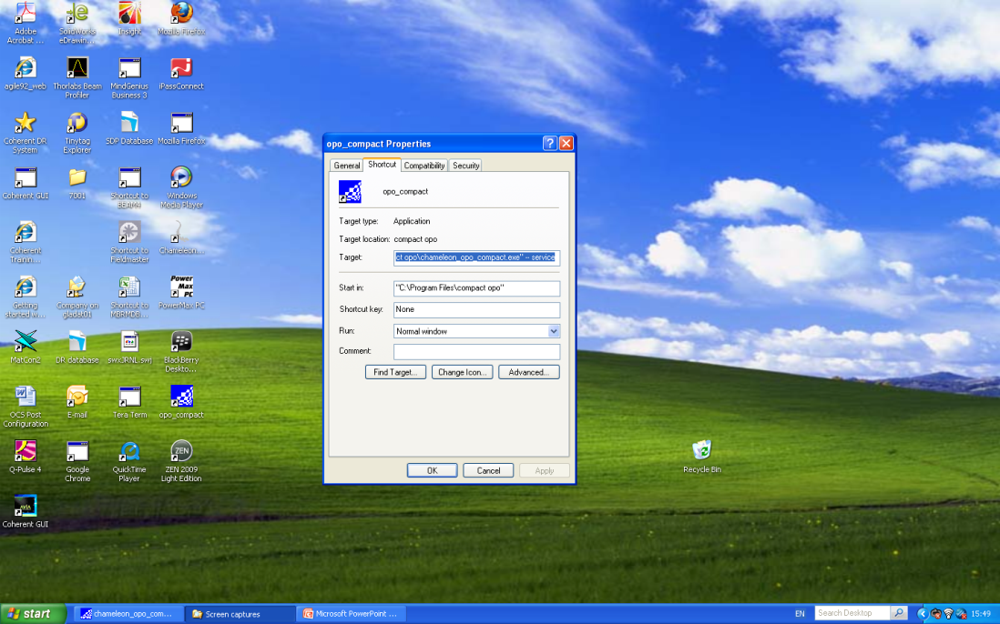 Adobe
Acrobat ...
SolidWorks
eDrawin...
Insight
Mozilla Firefox
agile92_web
Thorlabs Beam
Profiler
MindGenius
Business 3
iPassConnect
Coherent DR
System
Tinytag
Explorer
SDP Database
Mozilla Firefox
Coherent GUI
7001
Shortcut to
Windows
Media Player
Coherent
Trainin...
Shortcut to
Fieldmaster
Chameleon...
Getting
started w...
Company on
gladat01
Shortcut to
MBRMDB...
Power
Max
PC
PowerMax PC
MatCon2
DR database
swxJRNL.swj
BlackBerry
Deskto...
OCS Post
Configuration
E-mail
Tera Term
opo_compact
Q-Pulse 4
Google
Chrome
QuickTime
Player
ZEN
ZEN 2009
Light Edition
AVIA
Coherent GUI
Recycle Bin
opo_compact Properties
General Shortcut Compatibility Security
opo_compact
Target type: Application
Target location: compact opo
Target: ct opo\chameleon_opo_compact.exe" -- service
Start in: "C:\Program Files\compact opo"
Shortcut key: None
Run: Normal window
Comment:
Find Target... Change Icon... Advanced...
OK Cancel Apply
start chameleon_opo_com... Screen captures Microsoft PowerPoint ... EN Search Desktop 15:49